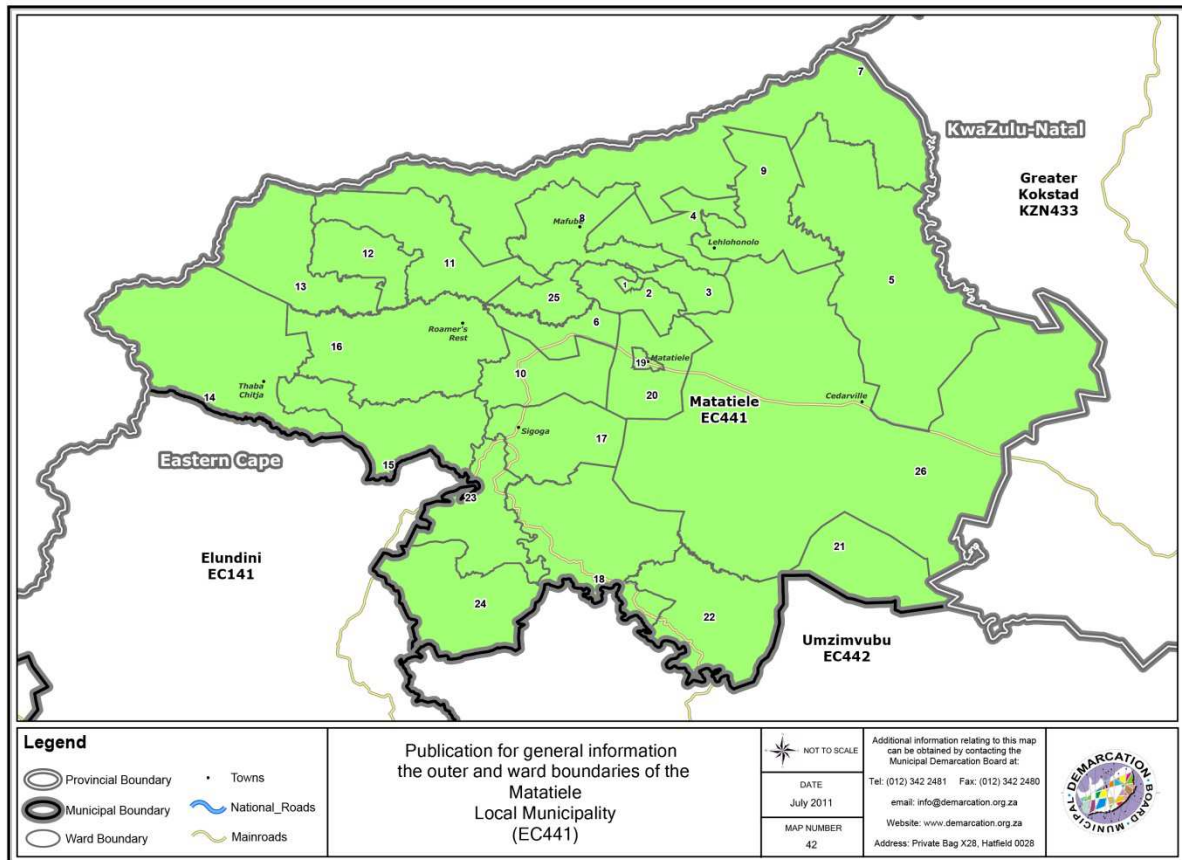 7
KwaZulu-Natal
Greater
Kokstad
KZN433
9
4
8
Mafube
Lehlohonolo
12
11
13
5
1
2
3
25
6
16
Roamer's
Rest
10
19
Matatiele
20
Matatiele
EC441
Cedarville
Thaba
Chitja
14
Sigoga
17
Eastern Cape
15
26
23
21
Elundini
EC141
18
24
22
Umzimvubu
EC442
Legend
Provincial Boundary
Municipal Boundary
Ward Boundary
Towns
National_Roads
Mainroads
Publication for general information
the outer and ward boundaries of the
Matatiele
Local Municipality
(EC441)
NOT TO SCALE
DATE
July 2011
MAP NUMBER
42
Additional information relating to this map
can be obtained by contacting the
Municipal Demarcation Board at:
Tel: (012) 342 2481 Fax: (012) 342 2480
email: info@demarcation.org.za
Website: www.demarcation.org.za
Address: Private Bag X28, Hatfield 0028
MUNICIPAL DEMARCATION BOARD